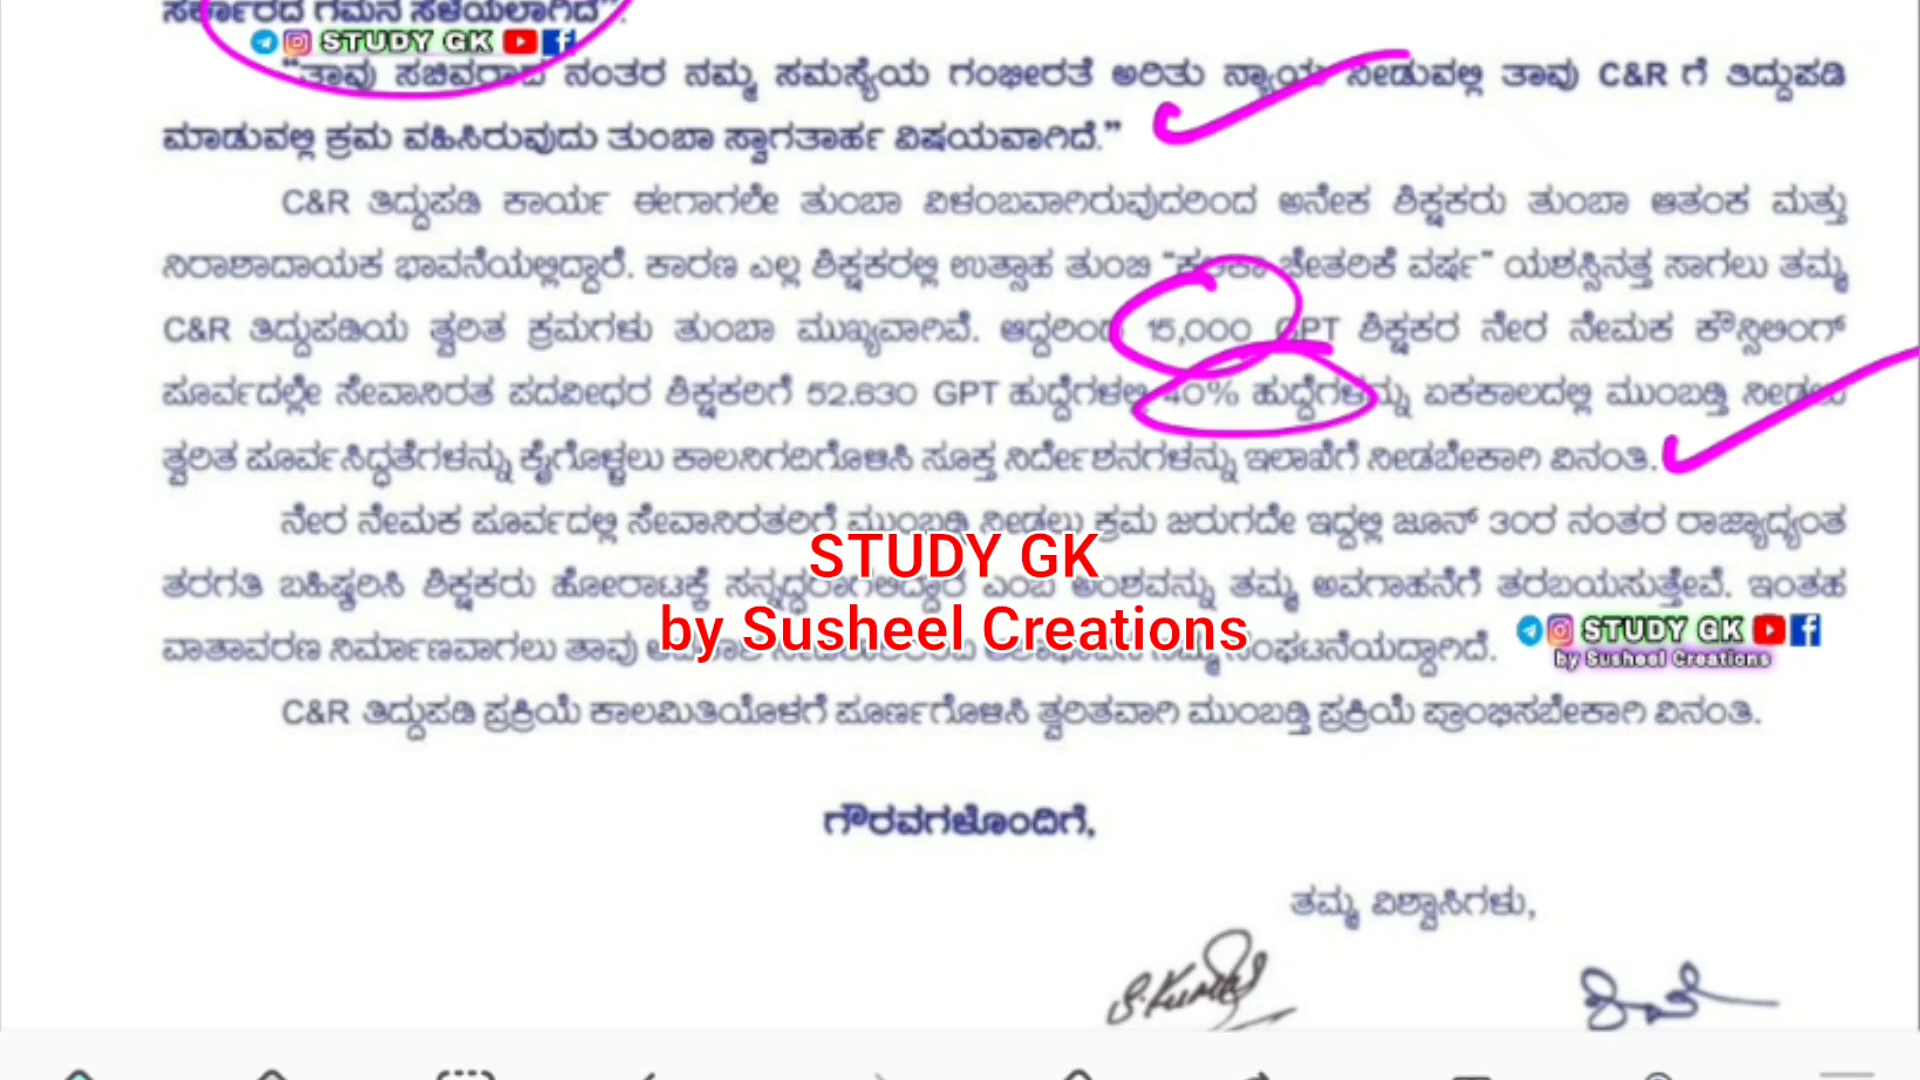 ಸರ್ಕಾರದ ಗಮನ ಸೆಳೆಯಲಾಗಿದೆ".
STUDY GK
"ತಾವು ಸಚಿವರಾದ ನಂತರ ನಮ್ಮ ಸಮಸ್ಯೆಯ ಗಂಭೀರತೆ ಅರಿತು ನ್ಯಾಯ ನೀಡುವಲ್ಲಿ ತಾವು C&R ಗೆ ತಿದ್ದುಪಡಿ
ಮಾಡುವಲ್ಲಿ ಕ್ರಮ ವಹಿಸಿರುವುದು ತುಂಬಾ ಸ್ವಾಗತಾರ್ಹ ವಿಷಯವಾಗಿದೆ."
C&R ತಿದ್ದುಪಡಿ ಕಾರ್ಯ ಈಗಾಗಲೇ ತುಂಬಾ ವಿಳಂಬವಾಗಿರುವುದರಿಂದ ಅನೇಕ ಶಿಕ್ಷಕರು ತುಂಬಾ ಆತಂಕ ಮತ್ತು
ನಿರಾಶಾದಾಯಕ ಭಾವನೆಯಲ್ಲಿದ್ದಾರೆ. ಕಾರಣ ಎಲ್ಲ ಶಿಕ್ಷಕರಲ್ಲಿ ಉತ್ಸಾಹ ತುಂಬಿ "ಕಲಿಕಾ ಚೇತರಿಕೆ ವರ್ಷ" ಯಶಸ್ಸಿನತ್ತ ಸಾಗಲು ತಮ್ಮ
C&R ತಿದ್ದುಪಡಿಯ ತ್ವರಿತ ಕ್ರಮಗಳು ತುಂಬಾ ಮುಖ್ಯವಾಗಿವೆ. ಆದ್ದರಿಂದ 15,000 GPT ಶಿಕ್ಷಕರ ನೇರ ನೇಮಕ ಕೌನ್ಸಿಲಿಂಗ್
ಪೂರ್ವದಲ್ಲೇ ಸೇವಾನಿರತ ಪದವೀಧರ ಶಿಕ್ಷಕರಿಗೆ 52.630 GPT ಹುದ್ದೆಗಳಲ್ಲಿ 40% ಹುದ್ದೆಗಳನ್ನು ಏಕಕಾಲದಲ್ಲಿ ಮುಂಬಡ್ತಿ ನೀಡಲು
ತ್ವರಿತ ಪೂರ್ವಸಿದ್ಧತೆಗಳನ್ನು ಕೈಗೊಳ್ಳಲು ಕಾಲನಿಗದಿಗೊಳಿಸಿ ಸೂಕ್ತ ನಿರ್ದೇಶನಗಳನ್ನು ಇಲಾಖೆಗೆ ನೀಡಬೇಕಾಗಿ ವಿನಂತಿ.
ನೇರ ನೇಮಕ ಪೂರ್ವದಲ್ಲಿ ಸೇವಾನಿರತರಿಗೆ ಮುಂಬಡ್ತಿ ನೀಡಲು ಕ್ರಮ ಜರುಗದೇ ಇದ್ದಲ್ಲಿ ಜೂನ್ 30ರ ನಂತರ ರಾಜ್ಯಾದ್ಯಂತ
STUDY GK
ತರಗತಿ ಬಹಿಷ್ಕರಿಸಿ ಶಿಕ್ಷಕರು ಹೋರಾಟಕ್ಕೆ ಸನ್ನದ್ಧರಾಗಲಿದ್ದಾರೆ ಎಂಬ ಅಂಶವನ್ನು ತಮ್ಮ ಅವಗಾಹನೆಗೆ ತರಬಯಸುತ್ತೇವೆ. ಇಂತಹ
by Susheel Creations
ವಾತಾವರಣ ನಿರ್ಮಾಣವಾಗಲು ತಾವು ನಮ್ಮ ಸಂಘಟನೆಯದ್ದಾಗಿದೆ.
STUDY GK
by Susheel Creations
C&R ತಿದ್ದುಪಡಿ ಪ್ರಕ್ರಿಯೆ ಕಾಲಮಿತಿಯೊಳಗೆ ಪೂರ್ಣಗೊಳಿಸಿ ತ್ವರಿತವಾಗಿ ಮುಂಬಡ್ತಿ ಪ್ರಕ್ರಿಯೆ ಪ್ರಾಂಭಿಸಬೇಕಾಗಿ ವಿನಂತಿ.
ಗೌರವಗಳೊಂದಿಗೆ,
ತಮ್ಮ ವಿಶ್ವಾಸಿಗಳು,
S.Kumar